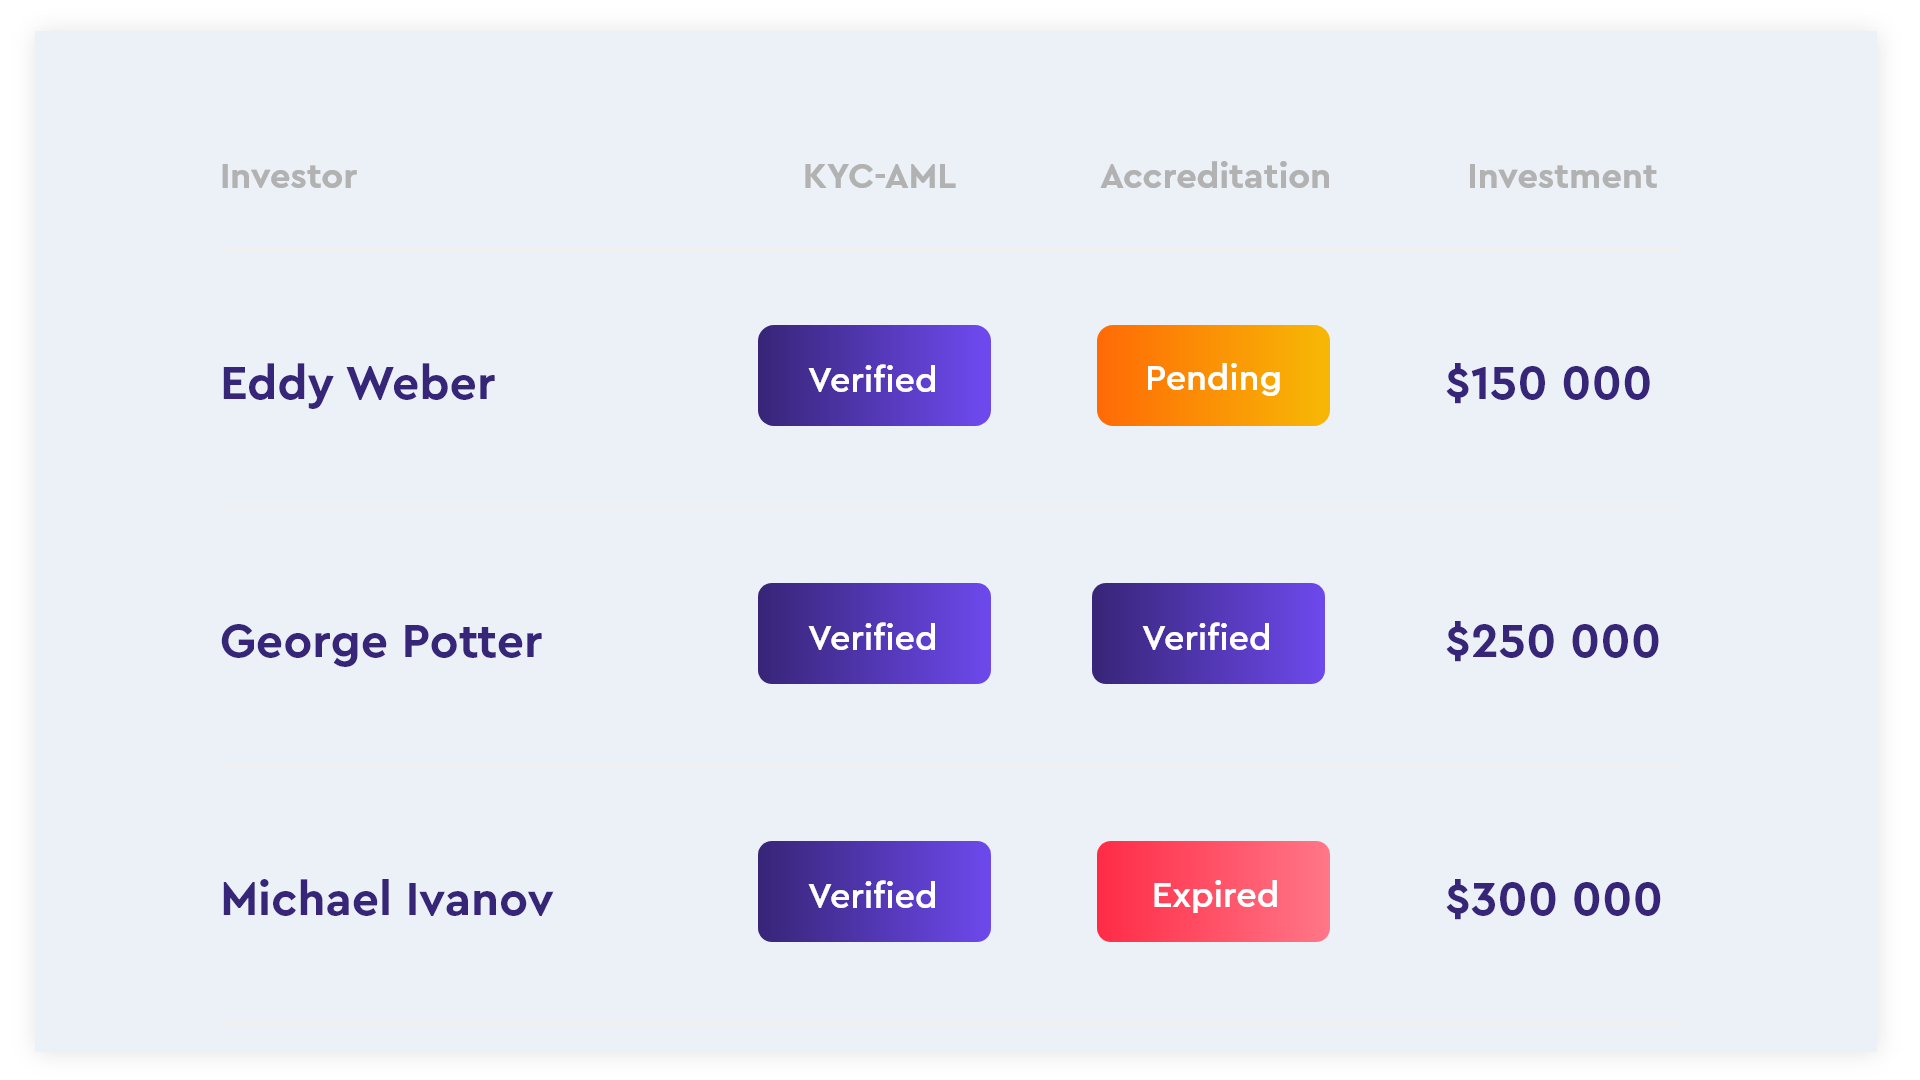 Investor KYC-AML Accreditation Investment
Eddy Weber Verified Pending $150 000
George Potter Verified Verified $250 000
Michael Ivanov Verified Expired $300 000